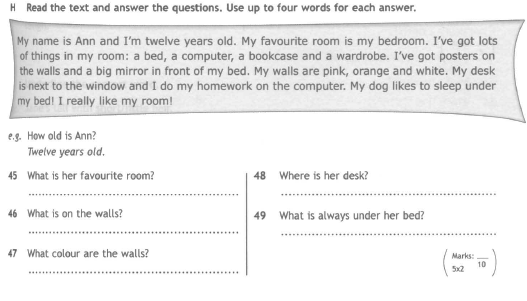 H Read the text and answer the questions. Use up to four words for each answer.
My name is Ann and I'm twelve years old. My favourite room is my bedroom. I've got lots
of things in my room: a bed, a computer, a bookcase and a wardrobe. I've got posters on
the walls and a big mirror in front of my bed. My walls are pink, orange and white. My desk
is next to the window and I do my homework on the computer. My dog likes to sleep under
my bed! I really like my room!
e.g. How old is Ann?
Twelve years old.
45 What is her favourite room?
46 What is on the walls?
47 What colour are the walls?
48 Where is her desk?
49 What is always under her bed?
Marks: __
5x2 10